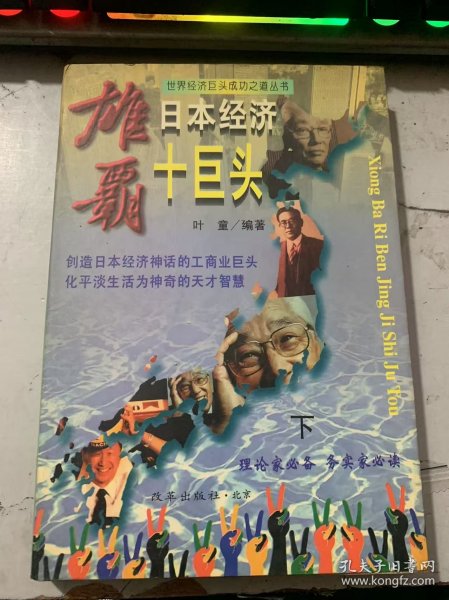 世界经济巨头成功之道丛书
雄霸
日本经济
十巨头
叶 童／编著
创造日本经济神话的工商业巨头
化平淡生活为神奇的天才智慧
Xiong Ba Ri Ben Jing Ji Shi Ju Tou
下
理论家必备 务实家必读
改革出版社·北京
孔夫子旧书网
www.kongfz.com